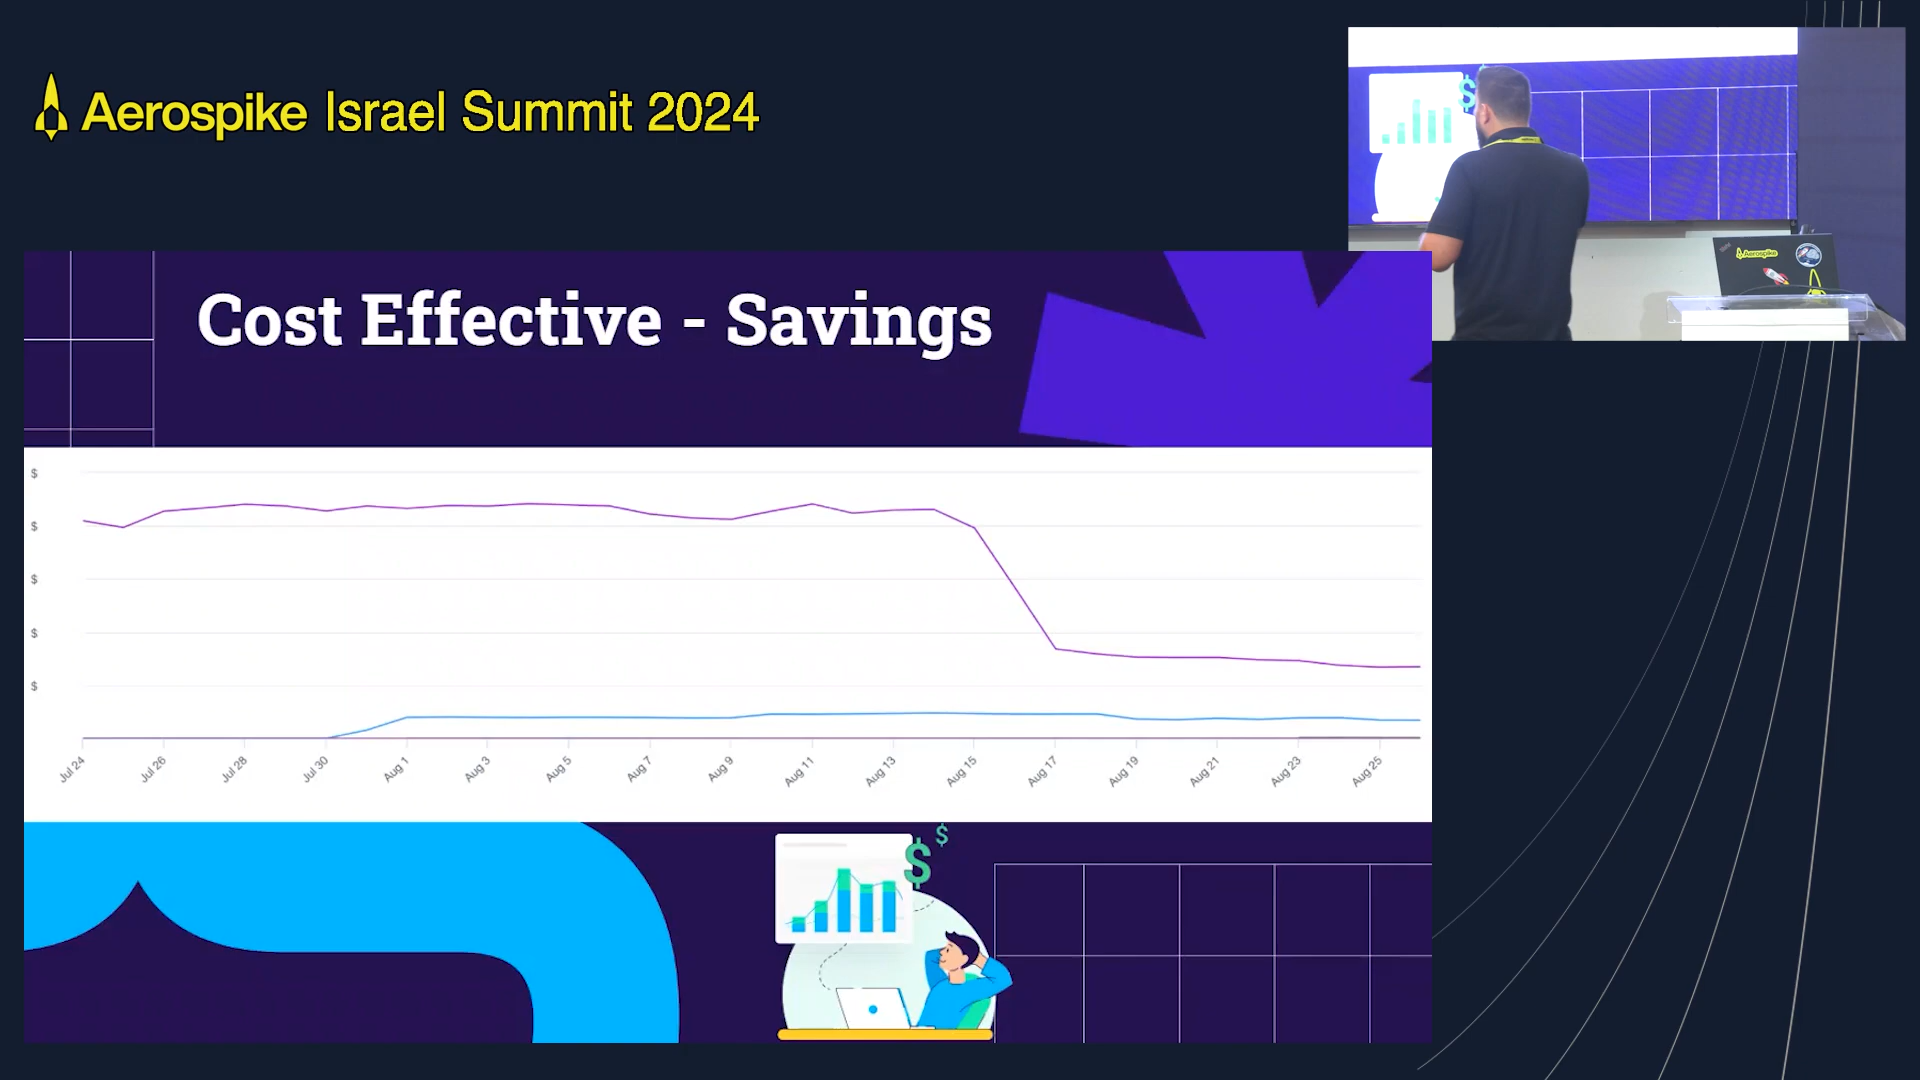 Aerospike Israel Summit 2024
Aerospike
Cost Effective - Savings
$
$
$
$
$
Jul 24
Jul 26
Jul 28
Jul 30
Aug 1
Aug 3
Aug 5
Aug 7
Aug 9
Aug 11
Aug 13
Aug 15
Aug 17
Aug 19
Aug 21
Aug 23
Aug 25
$
$
$